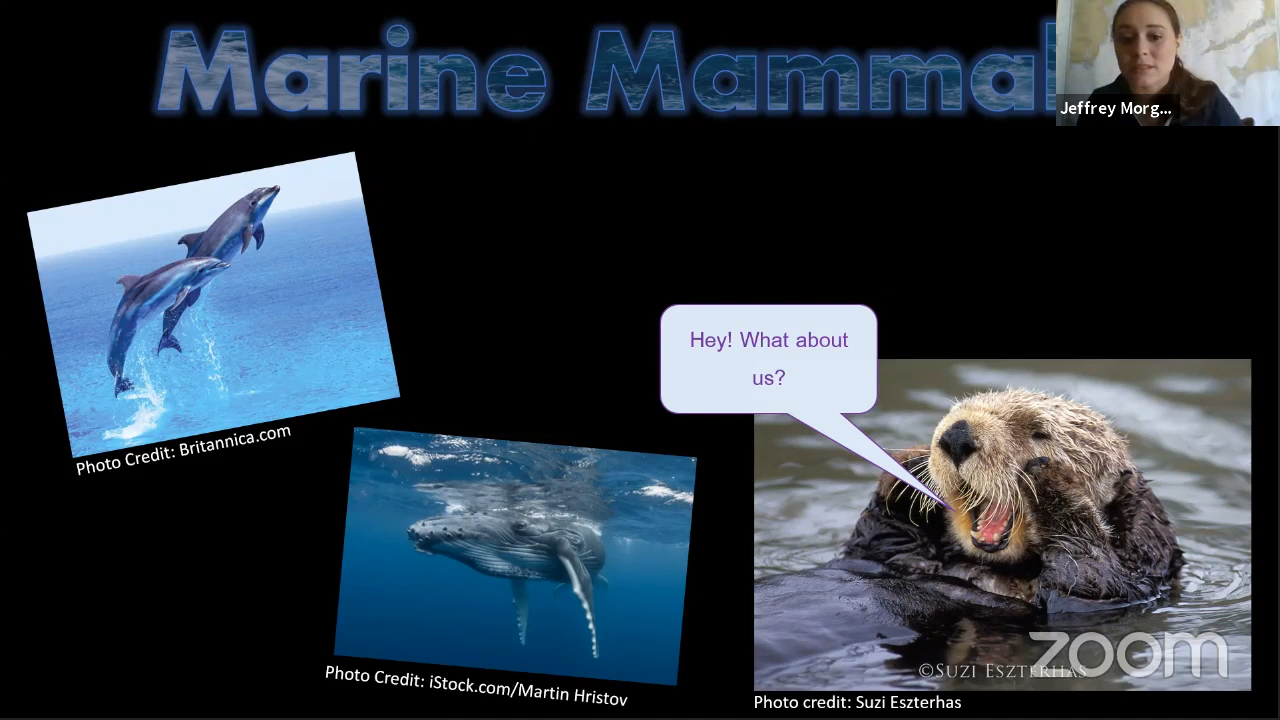 Marine Mammal
Jeffrey Morg...
Hey! What about
us?
Photo Credit: Britannica.com
Photo Credit: iStock.com/Martin Hristov
©Suzi Eszterhas
zoom
Photo credit: Suzi Eszterhas